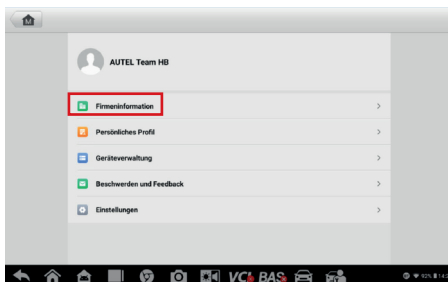 M
AUTEL Team HB
Firmeninformation
Persönliches Profil
Geräteverwaltung
Beschwerden und Feedback
Einstellungen
VCI BAS